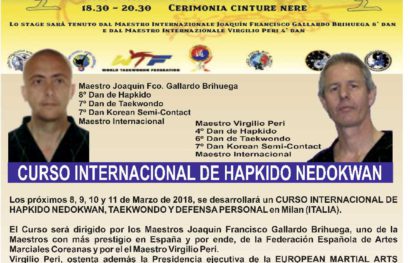 18.30 - 20.30 CERIMONIA CINTURE NERE
LO STAGE SARÀ TENUTO DAL MAESTRO INTERNAZIONALE JOAQUÍN FRANCISCO GALLARDO BRIHUEGA 8° DAN
E DAL MAESTRO INTERNAZIONALE VIRGILIO PERI 4° DAN
WTF
WORLD TAEKWONDO FEDERATION
Maestro Joaquin Fco. Gallardo Brihuega
8º Dan de Hapkido
7º Dan de Taekwondo
7º Dan Korean Semi-Contact
Maestro Internacional
Maestro Virgilio Peri
4º Dan de Hapkido
6º Dan de Taekwondo
7º Dan Korean Semi-Contact
Maestro Internacional
CURSO INTERNACIONAL DE HAPKIDO NEDOKWAN
Los próximos 8, 9, 10 y 11 de Marzo de 2018, se desarrollará un CURSO INTERNACIONAL DE
HAPKIDO NEDOKWAN, TAEKWONDO Y DEFENSA PERSONAL en Milan (ITALIA).
El Curso será dirigido por los Maestros Joaquin Francisco Gallardo Brihuega, uno de la
Maestros con más prestigio en España y por ende, de la Federación Española de Artes
Marciales Coreanas y por el Maestro Virgilio Peri.
Virgilio Peri, ostenta además la Presidencia ejecutiva de la EUROPEAN MARTIAL ARTS